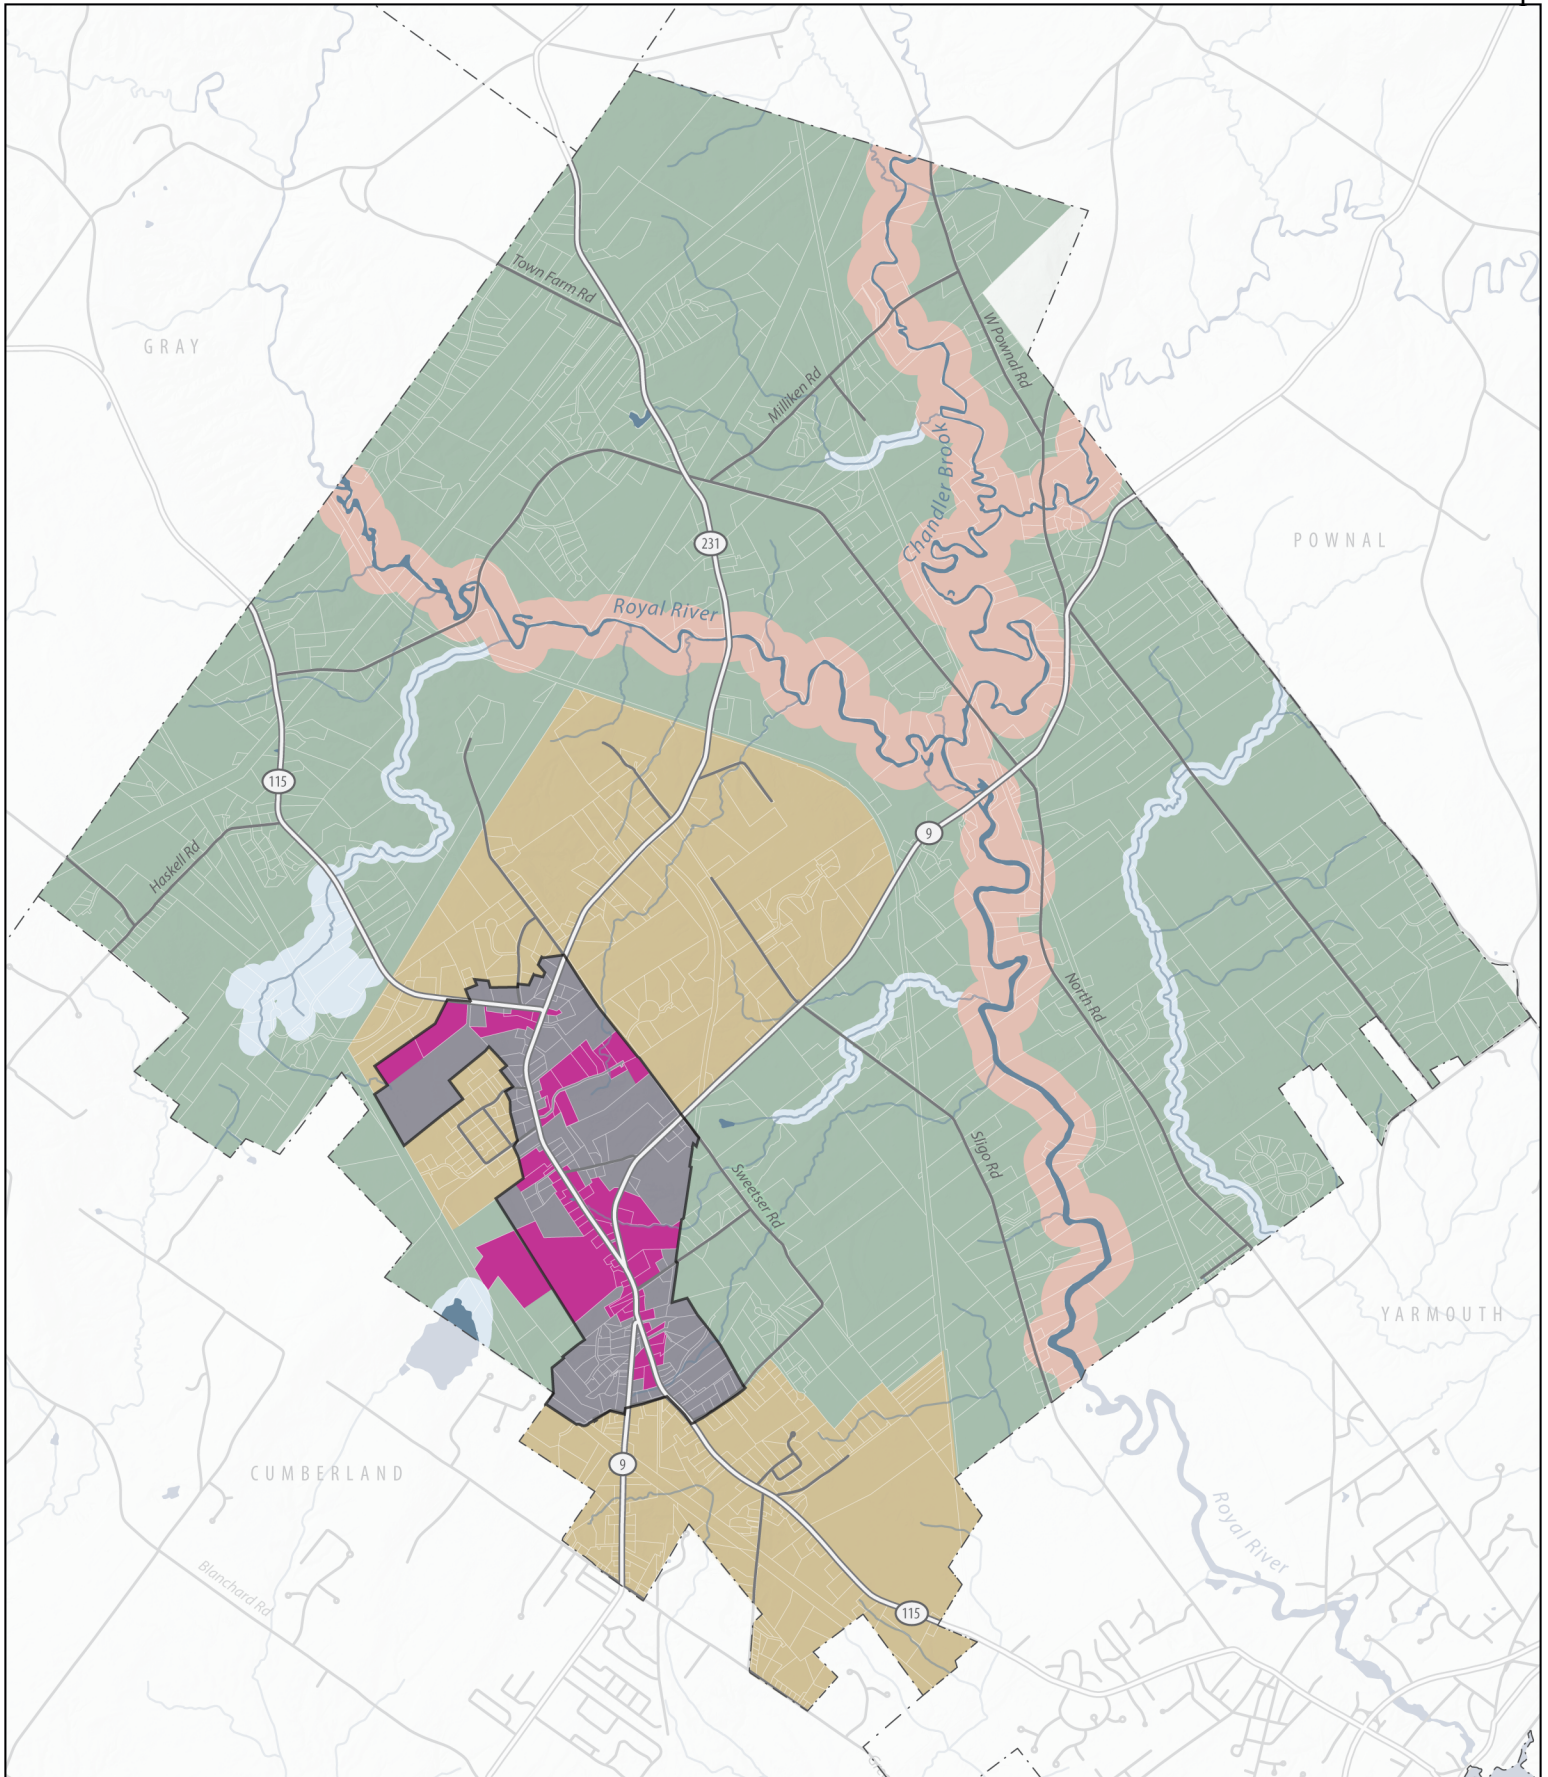 Town Farm Rd
GRAY
W Pownal Rd
Milliken Rd
Chandler Brook
231
POWNAL
Royal River
115
9
Haskell Rd
North Rd
Sligo Rd
Sweetser Rd
YARMOUTH
9
CUMBERLAND
Royal River
Blanchard Rd
115